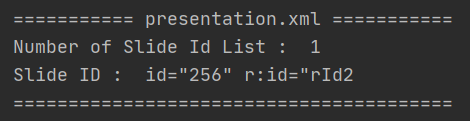 =========== presentation.xml ===========
Number of Slide Id List :  1
Slide ID :  id="256" r:id="rId2
========================================